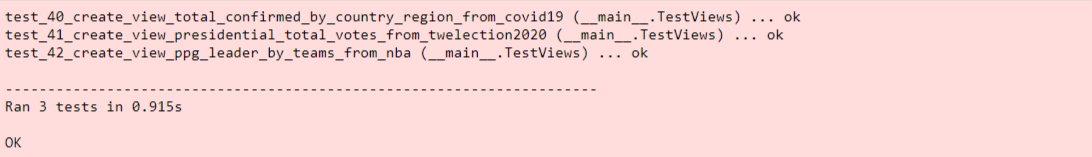 test_40_create_view_total_confirmed_by_country_region_from_covid19 (__main__.TestViews) ... ok
test_41_create_view_presidential_total_votes_from_twelection2020 (__main__.TestViews) ... ok
test_42_create_view_ppg_leader_by_teams_from_nba (__main__.TestViews) ... ok
----------------------------------------------------------------------
Ran 3 tests in 0.915s
OK